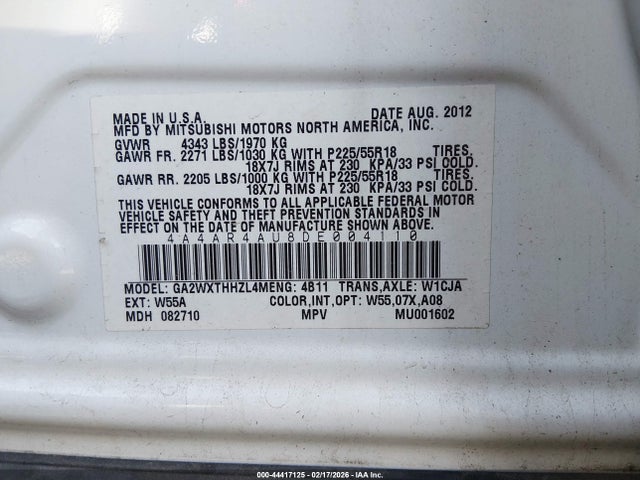 MADE IN U.S.A. DATE AUG. 2012
MFD BY MITSUBISHI MOTORS NORTH AMERICA, INC.
GVWR 4343 LBS/1970 KG
GAWR FR. 2271 LBS/1030 KG WITH P225/55R18 TIRES,
18X7J RIMS AT 230 KPA/33 PSI COLD.
GAWR RR. 2205 LBS/1000 KG WITH P225/55R18 TIRES,
18X7J RIMS AT 230 KPA/33 PSI COLD.
THIS VEHICLE CONFORMS TO ALL APPLICABLE FEDERAL MOTOR
VEHICLE SAFETY AND THEFT PREVENTION STANDARDS IN
EFFECT ON THE DATE OF MANUFACTURE SHOWN ABOVE.
4A4AR4AU8DE004110
MODEL: GA2WXTHHZL4MENG: 4B11 TRANS,AXLE: W1CJA
EXT: W55A COLOR,INT,OPT: W55,07X,A08
MDH 082710 MPV MU001602
000-44417125 - 02/17/2026 - IAA Inc.